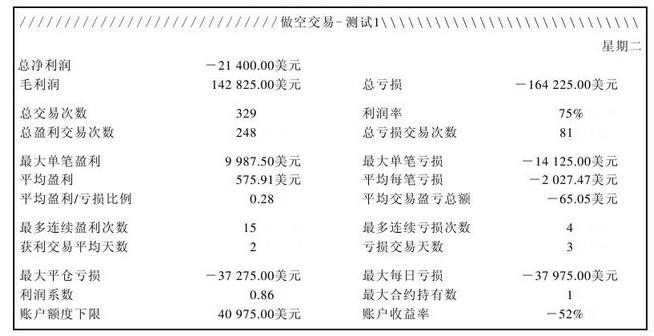 //////////////////////////////做空交易-测试1\\\\\\\\\\\\\\\\\\\\\\\\\\\\\\
星期二
总净利润 －21 400.00美元
毛利润 142 825.00美元 总亏损 －164 225.00美元
总交易次数 329 利润率 75%
总盈利交易次数 248 总亏损交易次数 81
最大单笔盈利 9 987.50美元 最大单笔亏损 －14 125.00美元
平均盈利 575.91美元 平均每笔亏损 －2 027.47美元
平均盈利/亏损比例 0.28 平均交易盈亏总额 －65.05美元
最多连续盈利次数 15 最多连续亏损次数 4
获利交易平均天数 2 亏损交易天数 3
最大平仓亏损 －37 275.00美元 最大每日亏损 －37 975.00美元
利润系数 0.86 最大合约持有数 1
账户额度下限 40 975.00美元 账户收益率 －52%